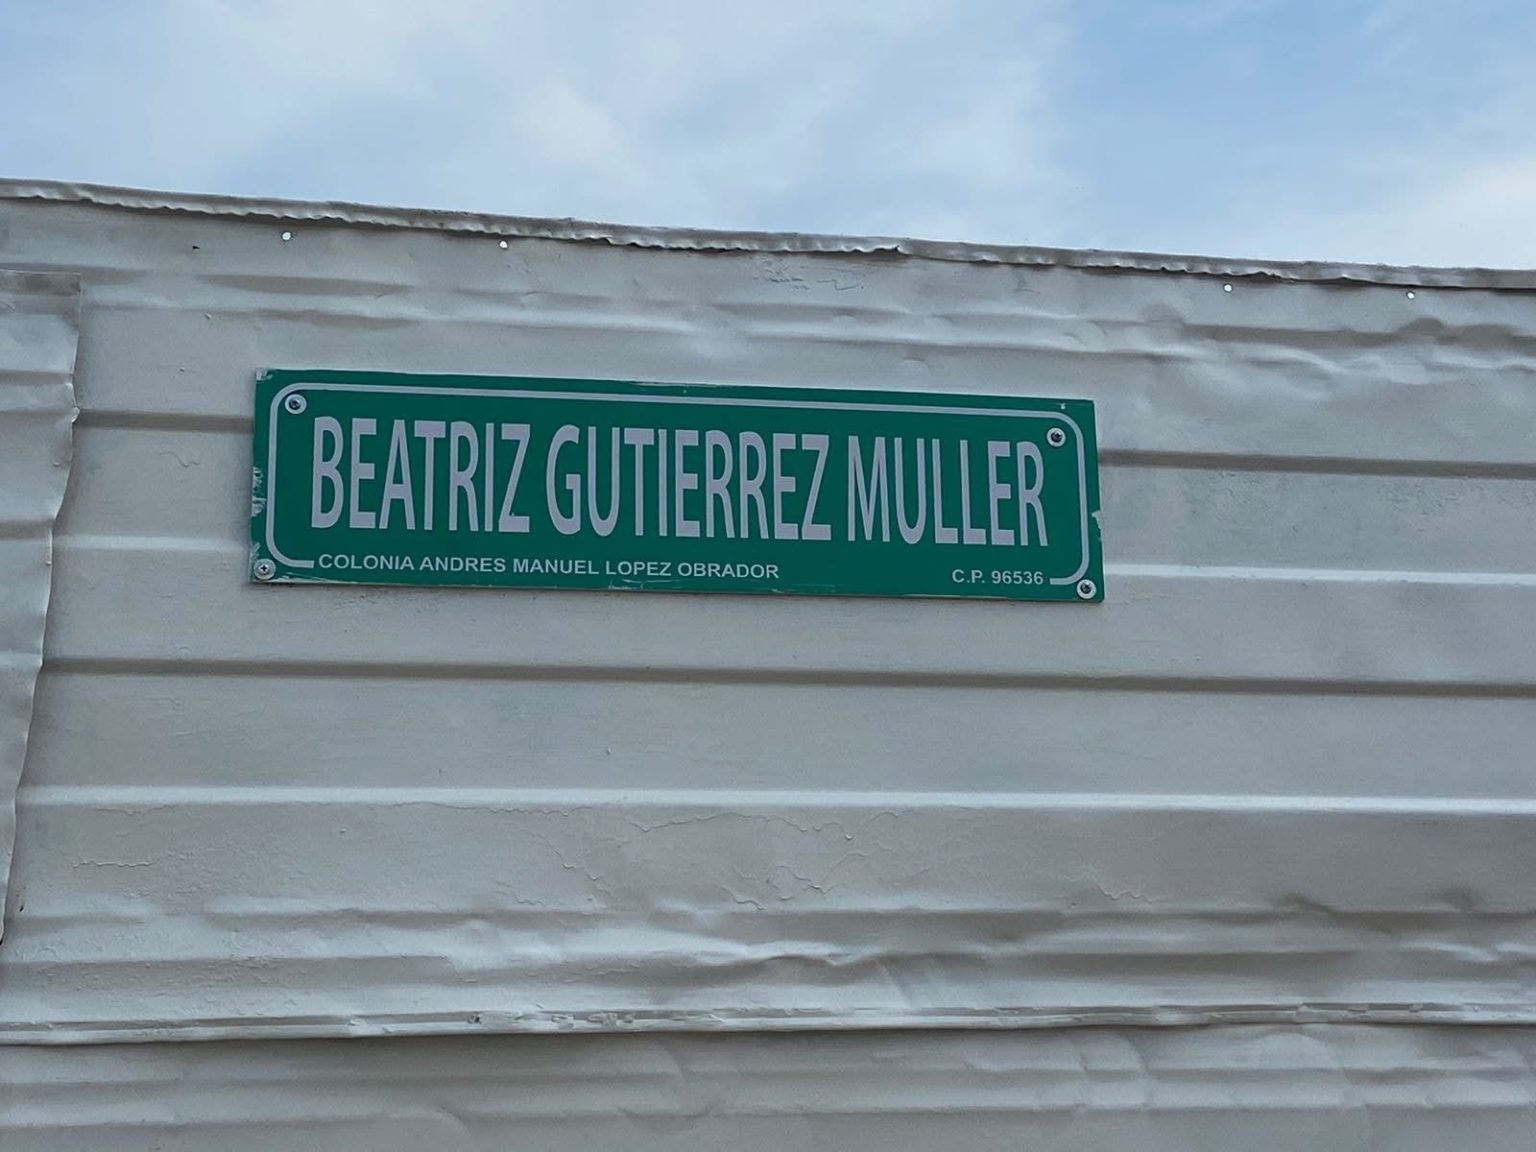 BEATRIZ GUTIERREZ MULLER
COLONIA ANDRES MANUEL LOPEZ OBRADOR C.P. 96536